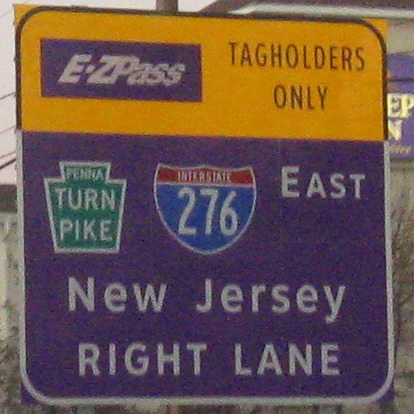 E-ZPass
TAGHOLDERS
ONLY
PENNA
TURN
PIKE
INTERSTATE
276
EAST
New Jersey
RIGHT LANE